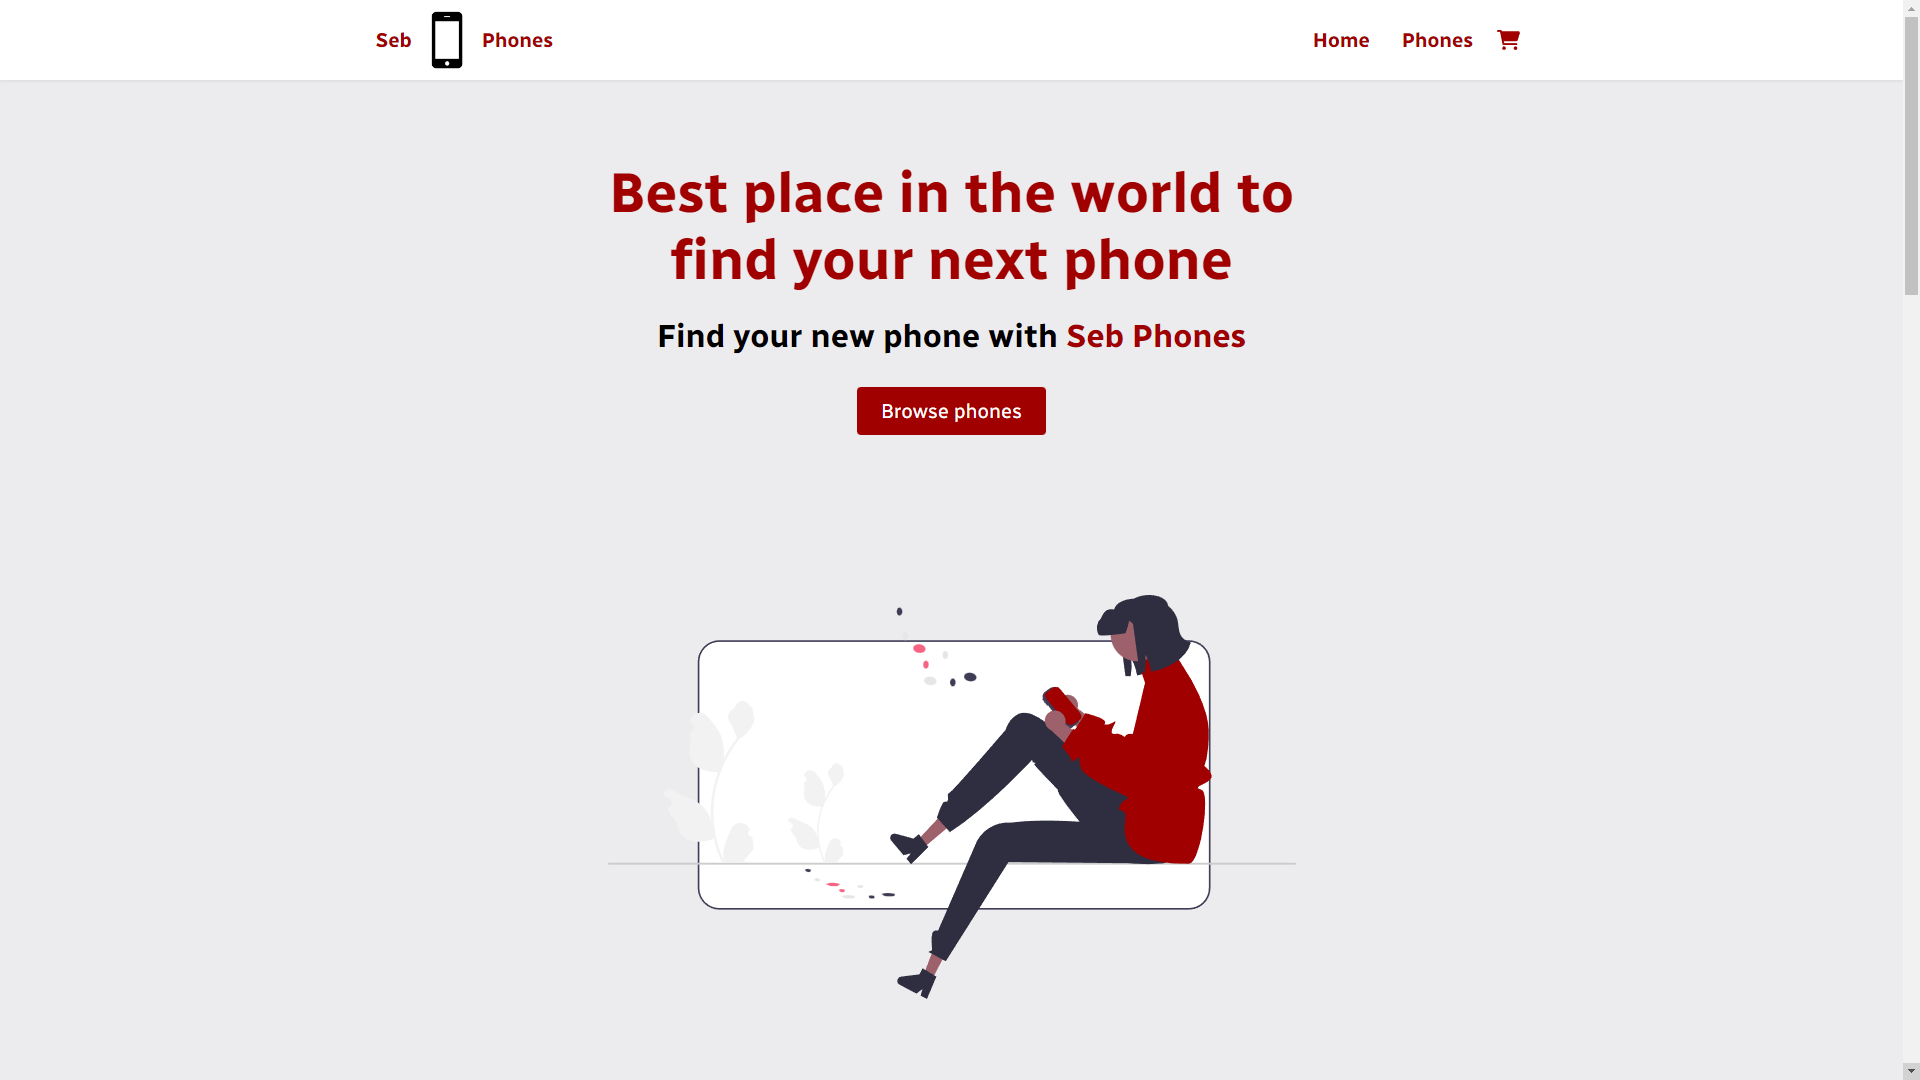 Seb Phones
Home Phones
Best place in the world to
find your next phone
Find your new phone with Seb Phones
Browse phones